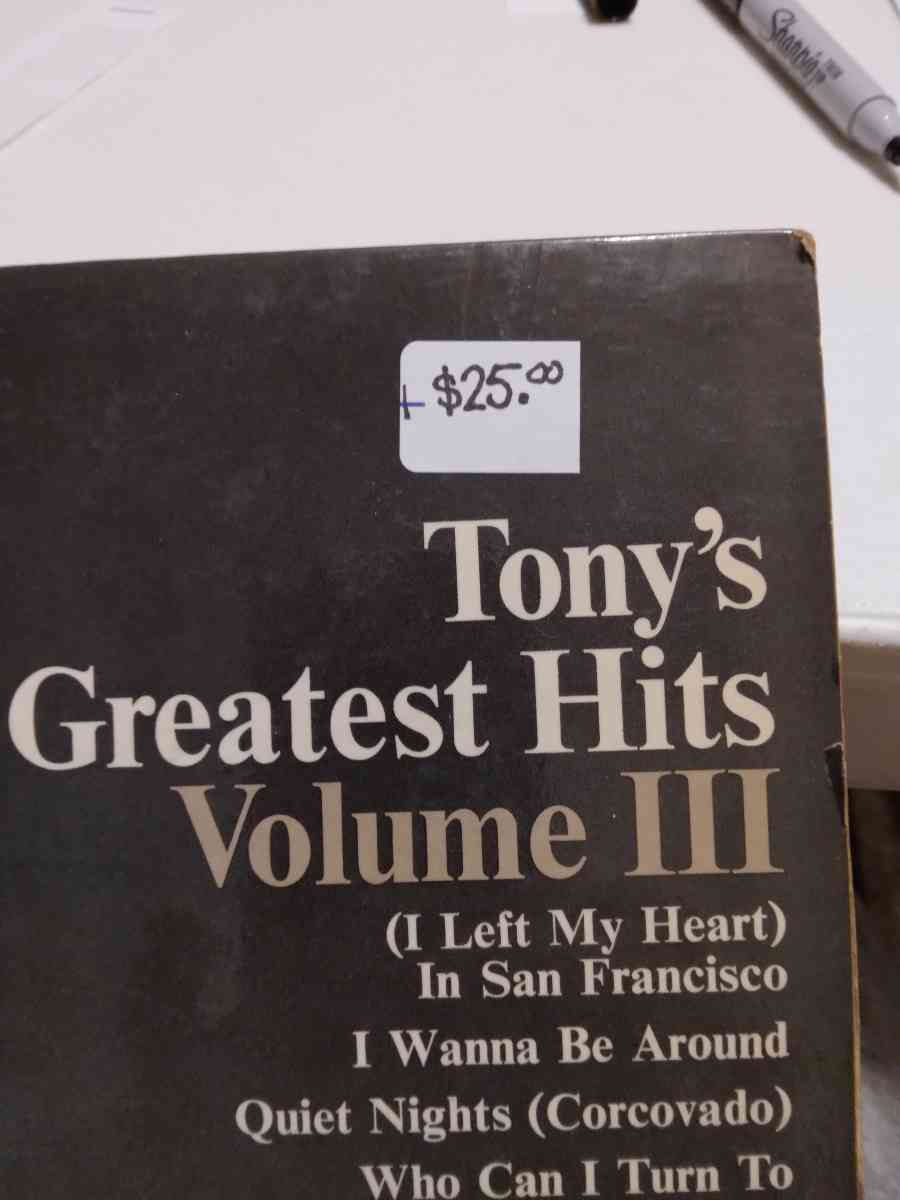 Sharpie
+ $25.00
Tony's
Greatest Hits
Volume III
(I Left My Heart)
In San Francisco
I Wanna Be Around
Quiet Nights (Corcovado)
Who Can I Turn To